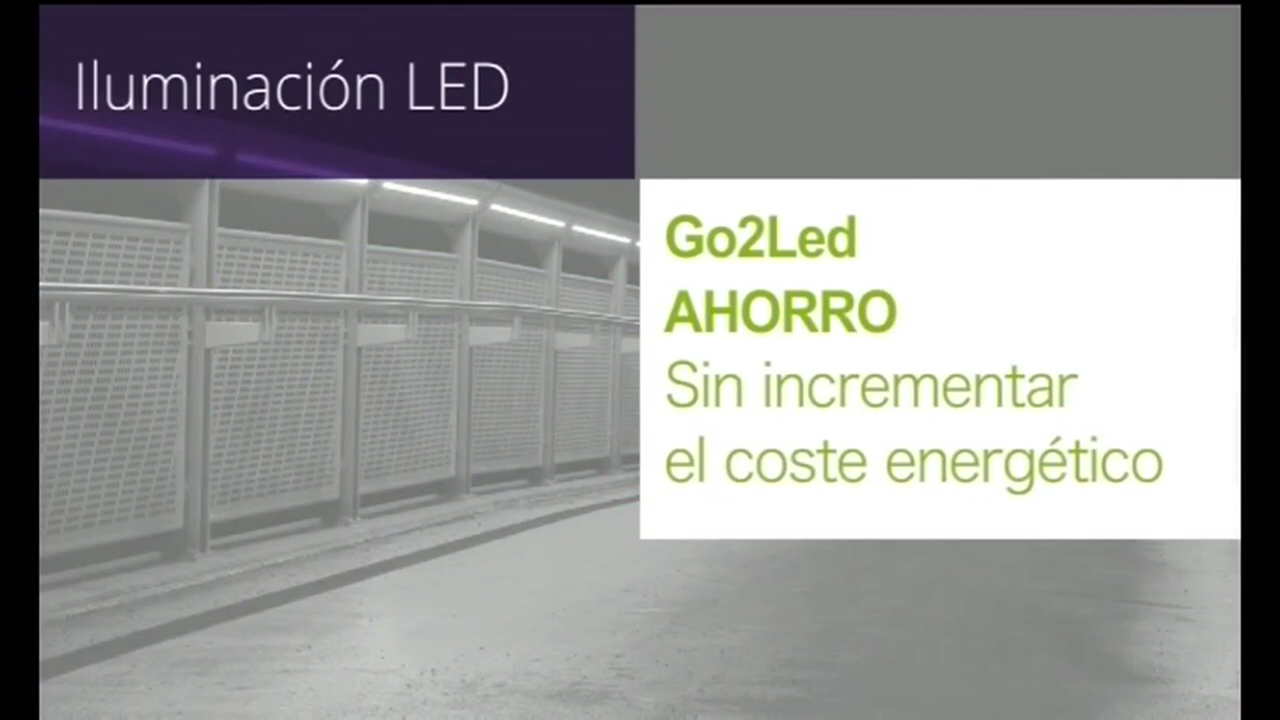 Iluminación LED
Go2Led
AHORRO
Sin incrementar
el coste energético